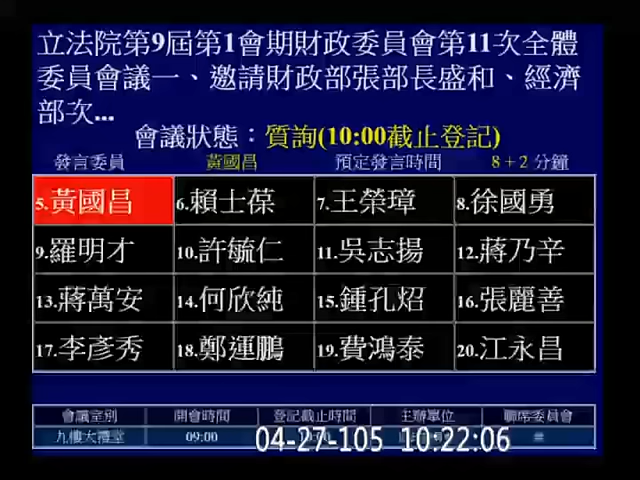 立法院第9屆第1會期財政委員會第11次全體
委員會議一、邀請財政部張部長盛和、經濟
部次...
會議狀態：質詢(10:00截止登記)
發言委員 黃國昌 預定發言時間 8+2 分鐘
5.黃國昌 6.賴士葆 7.王榮璋 8.徐國勇
9.羅明才 10.許毓仁 11.吳志揚 12.蔣乃辛
13.蔣萬安 14.何欣純 15.鍾孔炤 16.張麗善
17.李彥秀 18.鄭運鵬 19.費鴻泰 20.江永昌
會議室別 開會時間 登記截止時間 主辦單位 聯席委員會
九樓大禮堂 09:00
04-27-105 10:22:06